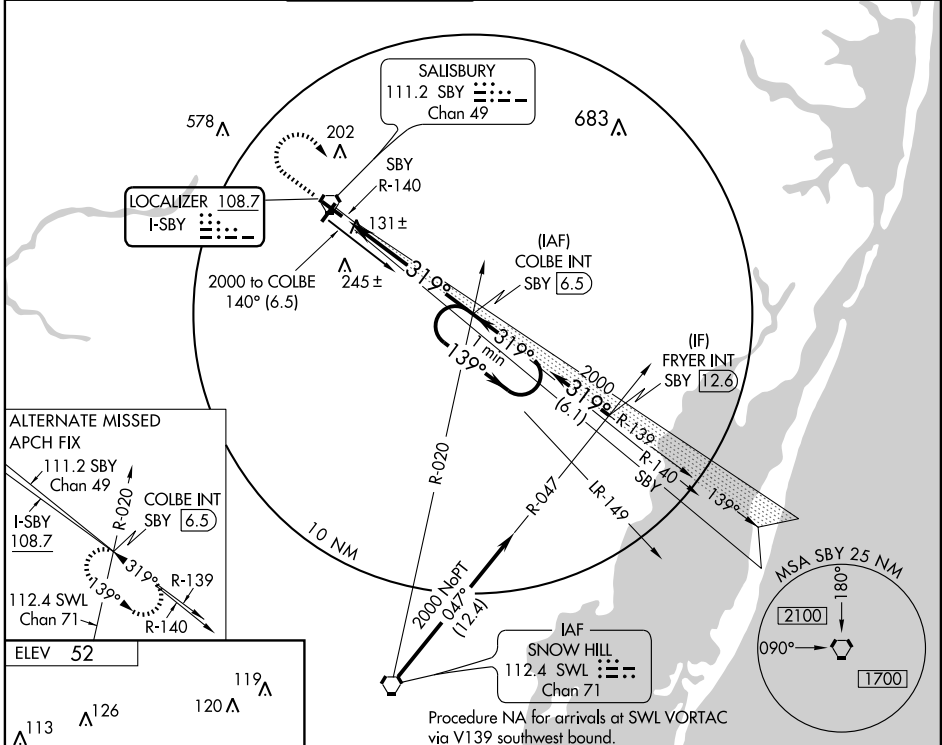 SALISBURY
111.2 SBY
Chan 49
578
202
683
SBY
R-140
LOCALIZER 108.7
I-SBY
131±
(IAF)
COLBE INT
SBY 6.5
2000 to COLBE
140° (6.5)
245±
319°
319°
1 min
139°
(IF)
FRYER INT
SBY 12.6
2000
319°
(6.1)
R-139
R-140
SBY
139°
R-020
R-047
LR-149
10 NM
2000 NoPT
047°
(12.4)
ALTERNATE MISSED
APCH FIX
111.2 SBY
Chan 49
R-020
COLBE INT
SBY 6.5
I-SBY
108.7
319°
139°
R-139
R-140
112.4 SWL
Chan 71
IAF
SNOW HILL
112.4 SWL
Chan 71
MSA SBY 25 NM
180°
2100
090°
1700
ELEV 52
119
120
126
113
Procedure NA for arrivals at SWL VORTAC
via V139 southwest bound.